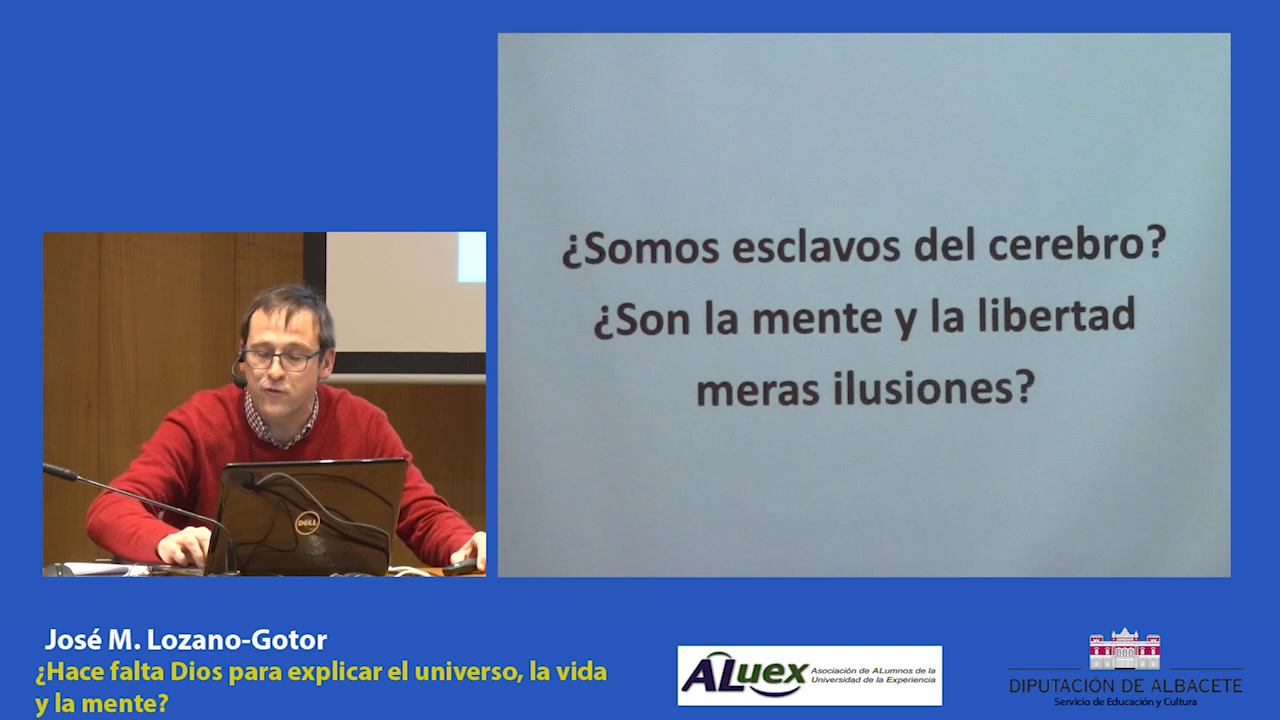 ¿Somos esclavos del cerebro?
¿Son la mente y la libertad
meras ilusiones?
DELL
José M. Lozano-Gotor
¿Hace falta Dios para explicar el universo, la vida
y la mente?
ALuex
Asociación de ALumnos de la
Universidad de la Experiencia
DIPUTACIÓN DE ALBACETE
Servicio de Educación y Cultura